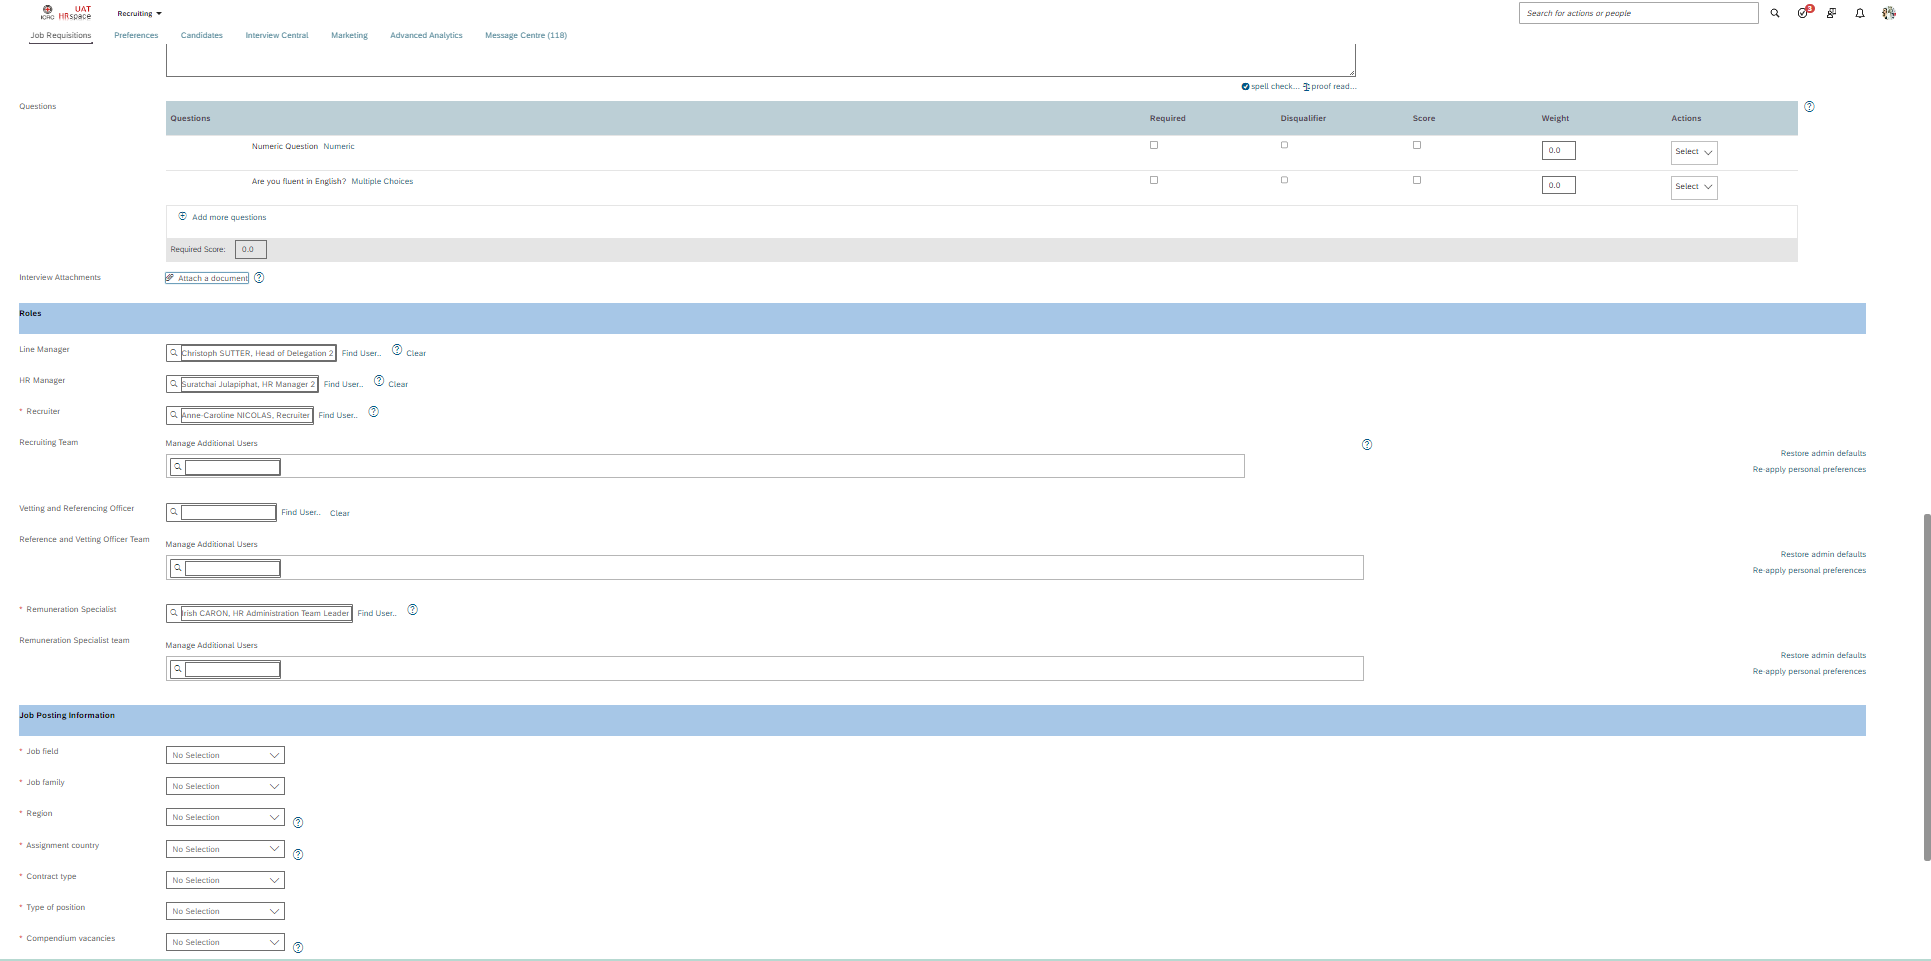 ICRC UAT HRspace Recruiting Search for actions or people 3
Job Requisitions Preferences Candidates Interview Central Marketing Advanced Analytics Message Centre (118)
spell check... proof read...
Questions
Questions Required Disqualifier Score Weight Actions
Numeric Question Numeric 0.0 Select
Are you fluent in English? Multiple Choices 0.0 Select
Add more questions
Required Score: 0.0
Interview Attachments Attach a document
Roles
Line Manager Christoph SUTTER, Head of Delegation 2 Find User.. Clear
HR Manager Suratchai Julapiphat, HR Manager 2 Find User.. Clear
* Recruiter Anne-Caroline NICOLAS, Recruiter Find User..
Recruiting Team Manage Additional Users
Restore admin defaults
Re-apply personal preferences
Vetting and Referencing Officer Find User.. Clear
Reference and Vetting Officer Team Manage Additional Users
Restore admin defaults
Re-apply personal preferences
* Remuneration Specialist Irish CARON, HR Administration Team Leader Find User..
Remuneration Specialist team Manage Additional Users
Restore admin defaults
Re-apply personal preferences
Job Posting Information
* Job field No Selection
* Job family No Selection
* Region No Selection
* Assignment country No Selection
* Contract type No Selection
* Type of position No Selection
* Compendium vacancies No Selection